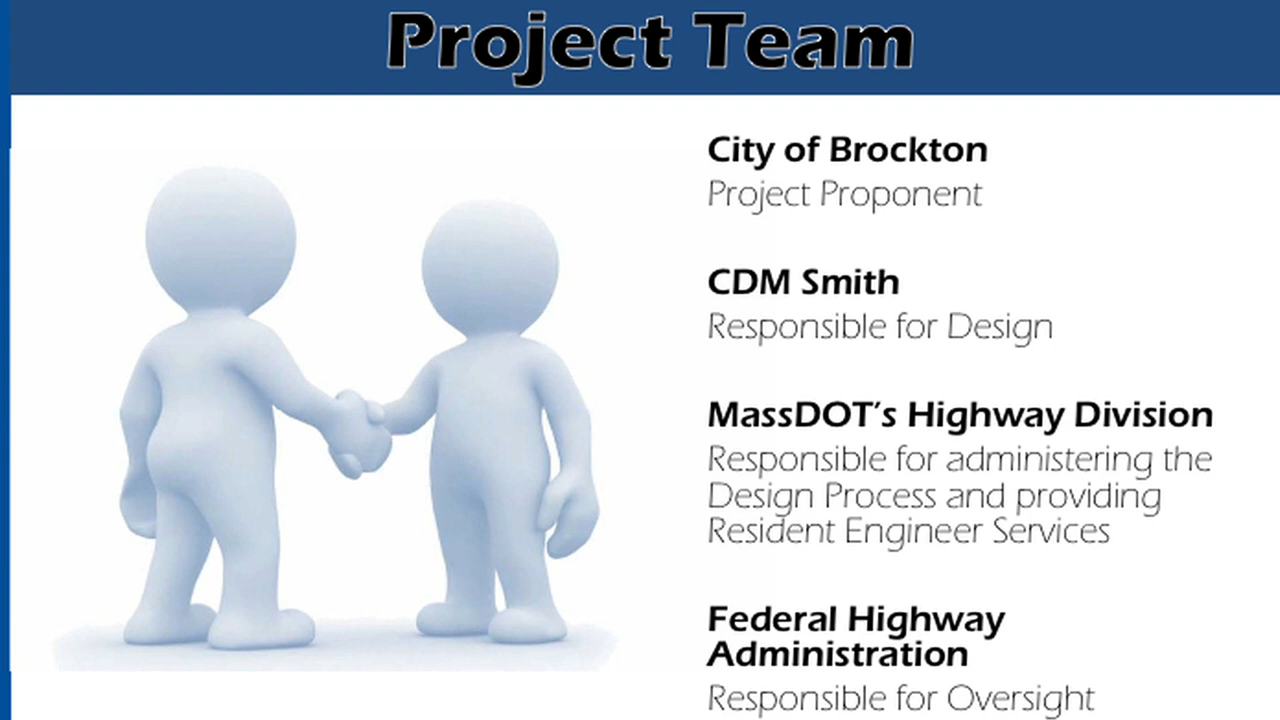 Project Team
City of Brockton
Project Proponent
CDM Smith
Responsible for Design
MassDOT’s Highway Division
Responsible for administering the
Design Process and providing
Resident Engineer Services
Federal Highway
Administration
Responsible for Oversight